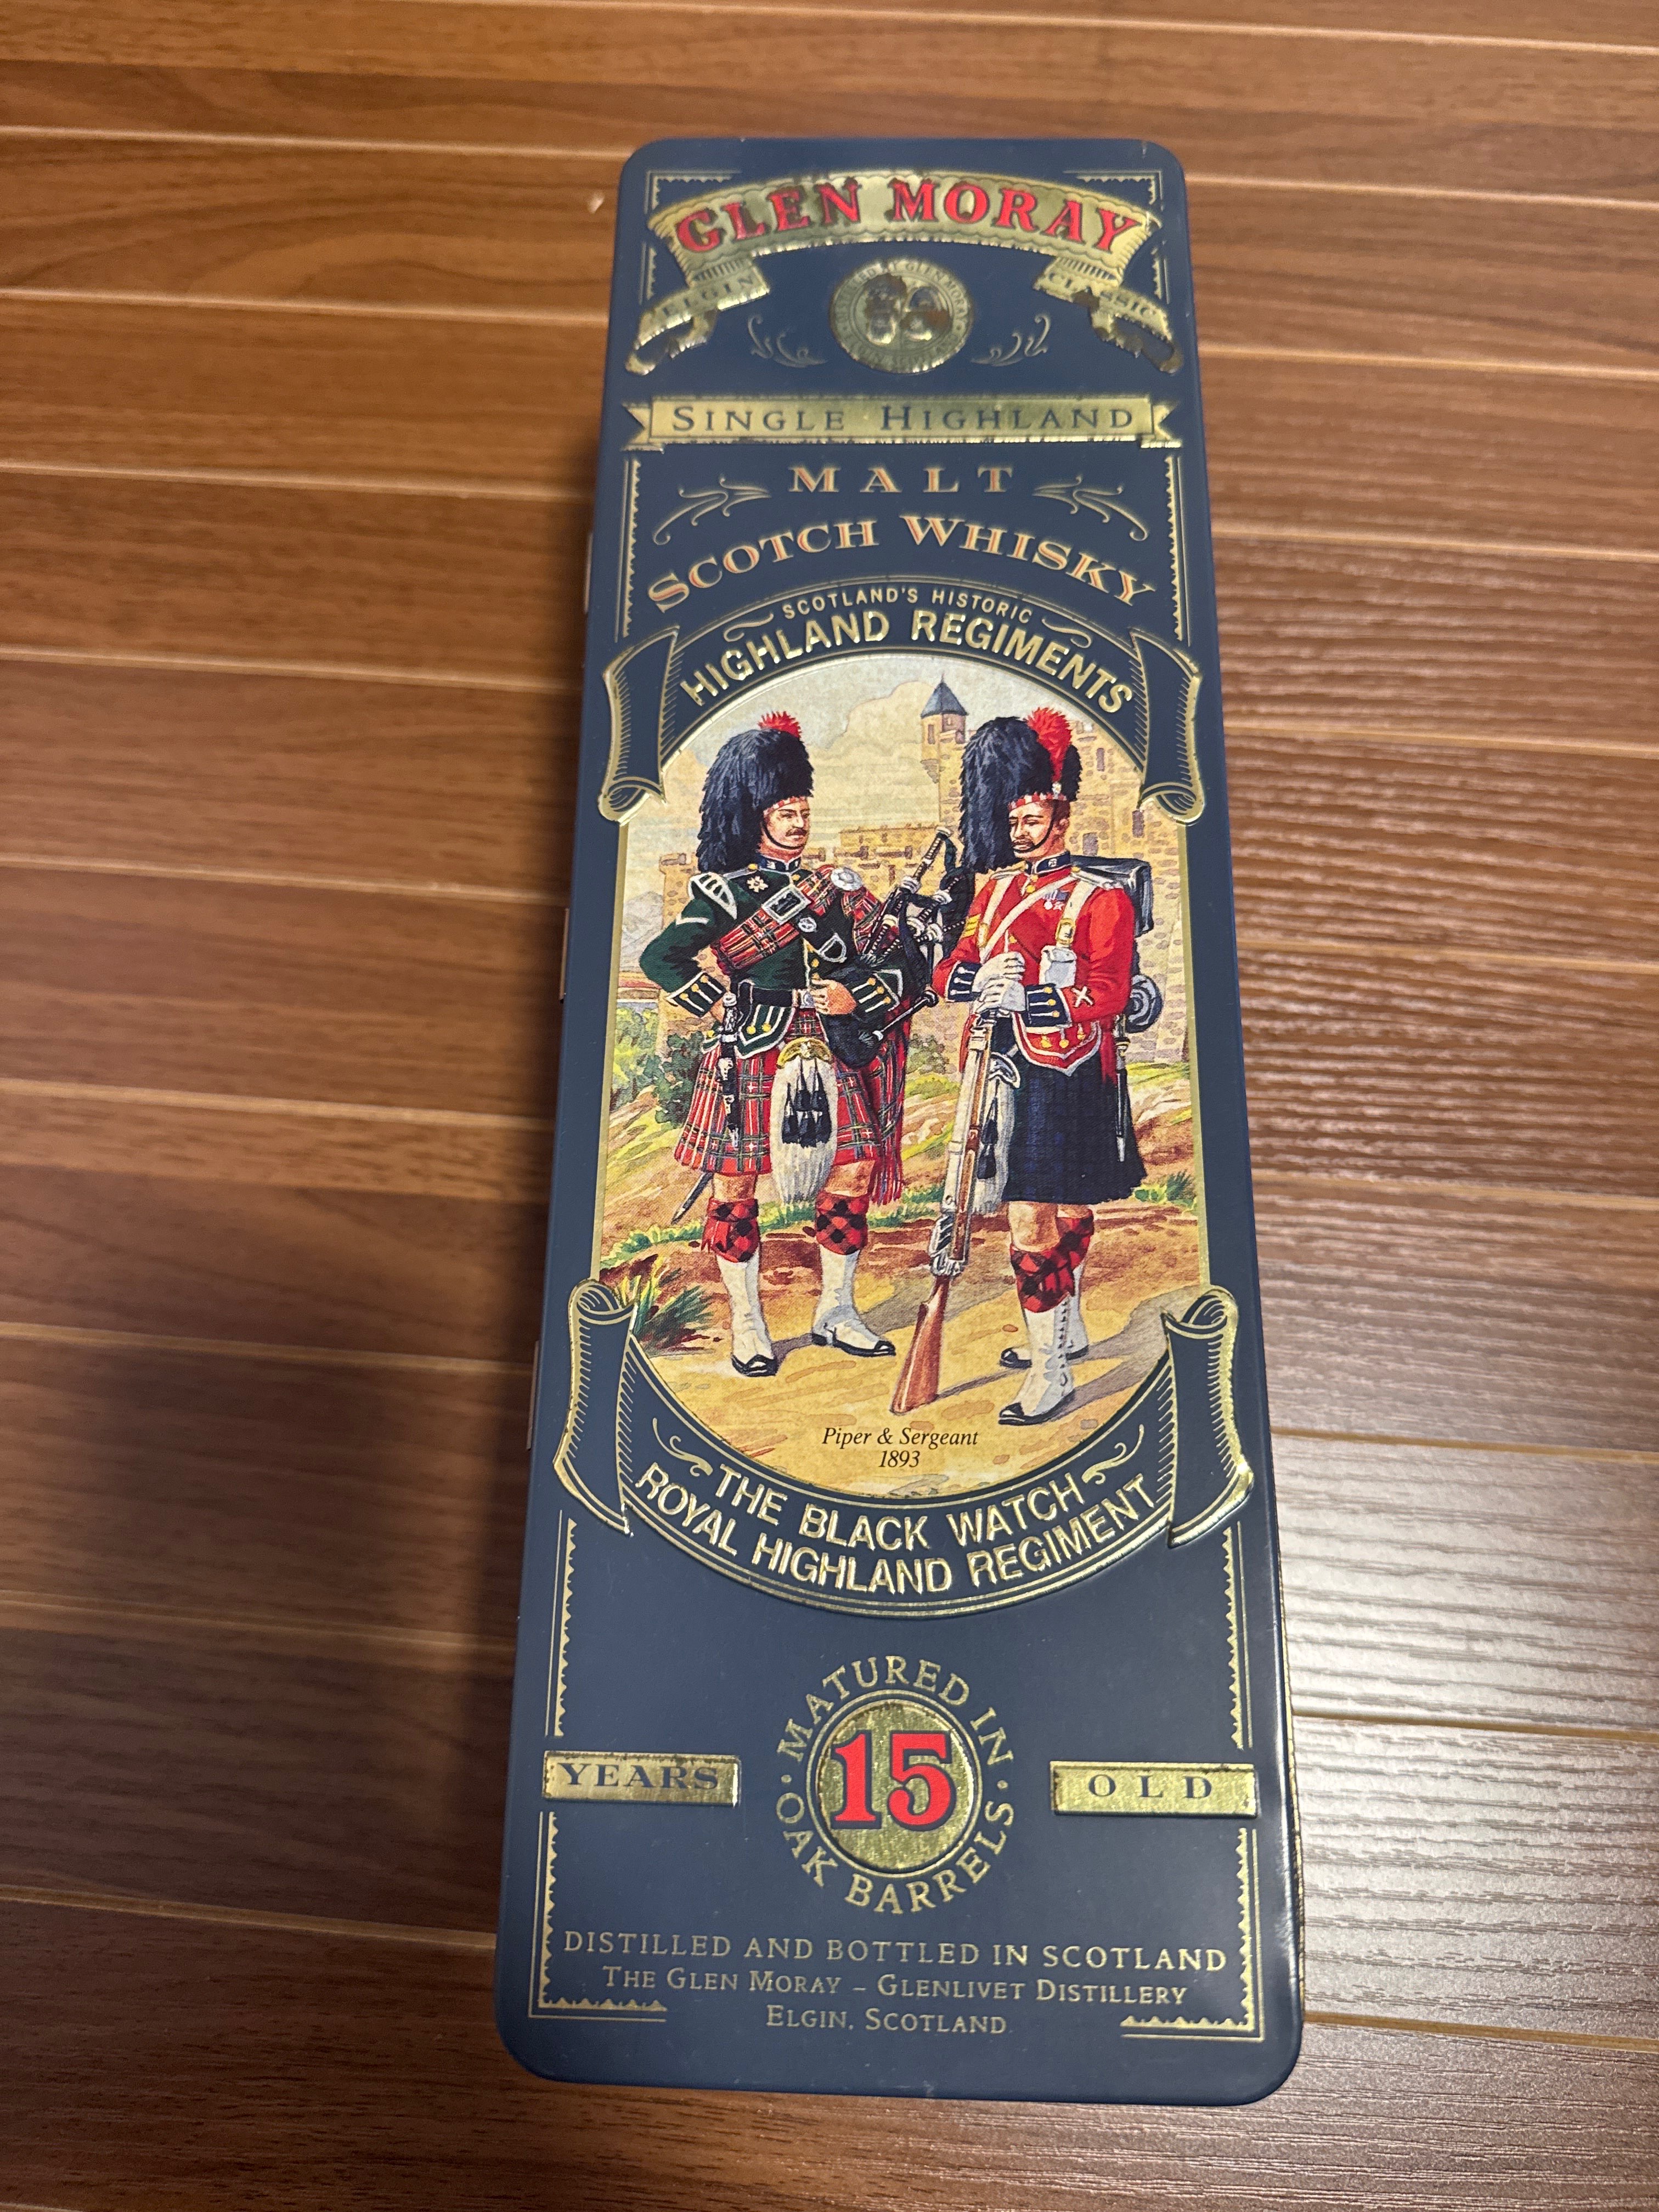 GLEN MORAY
ELGIN CLASSIC
SINGLE HIGHLAND
MALT
SCOTCH WHISKY
SCOTLAND'S HISTORIC
HIGHLAND REGIMENTS
Piper & Sergeant
1893
THE BLACK WATCH
ROYAL HIGHLAND REGIMENT
MATURED IN
YEARS 15 OLD
· OAK BARRELS ·
DISTILLED AND BOTTLED IN SCOTLAND
THE GLEN MORAY – GLENLIVET DISTILLERY
ELGIN. SCOTLAND